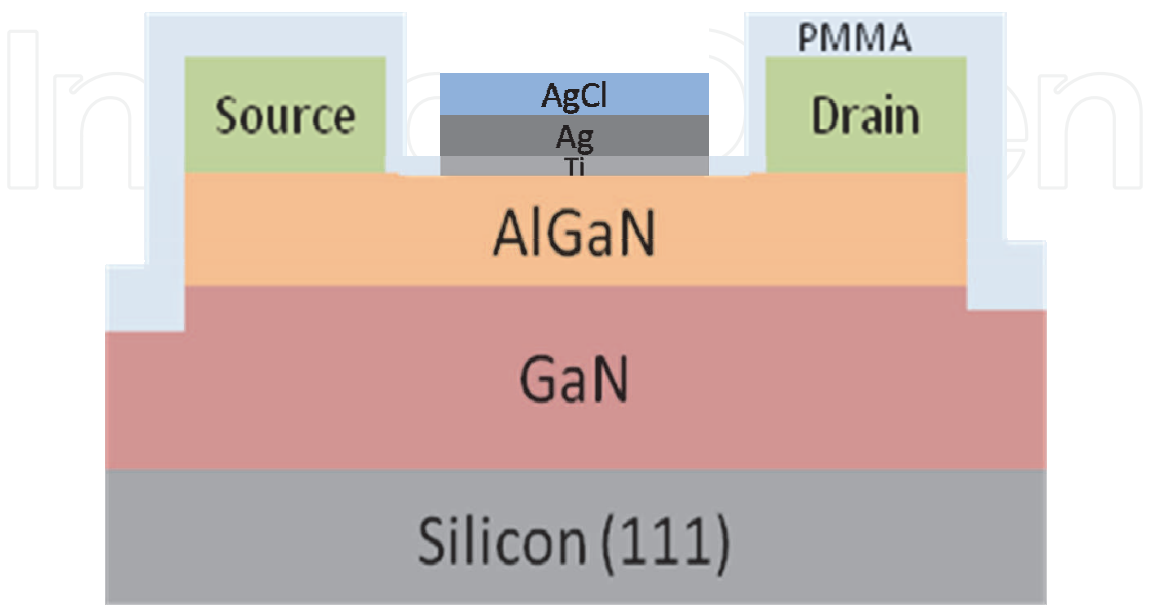 PMMA
Source
AgCl
Drain
Ag
Ti
AlGaN
GaN
Silicon (111)